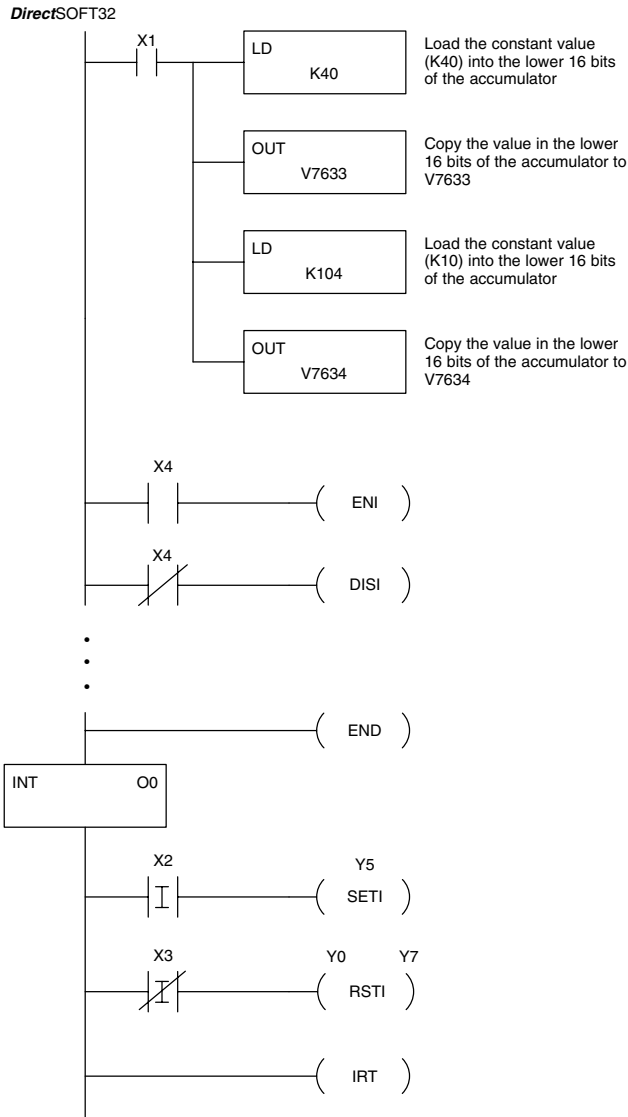 DirectSOFT32
X1
LD
K40
Load the constant value
(K40) into the lower 16 bits
of the accumulator
OUT
V7633
Copy the value in the lower
16 bits of the accumulator to
V7633
LD
K104
Load the constant value
(K10) into the lower 16 bits
of the accumulator
OUT
V7634
Copy the value in the lower
16 bits of the accumulator to
V7634
X4
ENI
X4
DISI
END
INT O0
X2
Y5
SETI
X3
Y0 Y7
RSTI
IRT